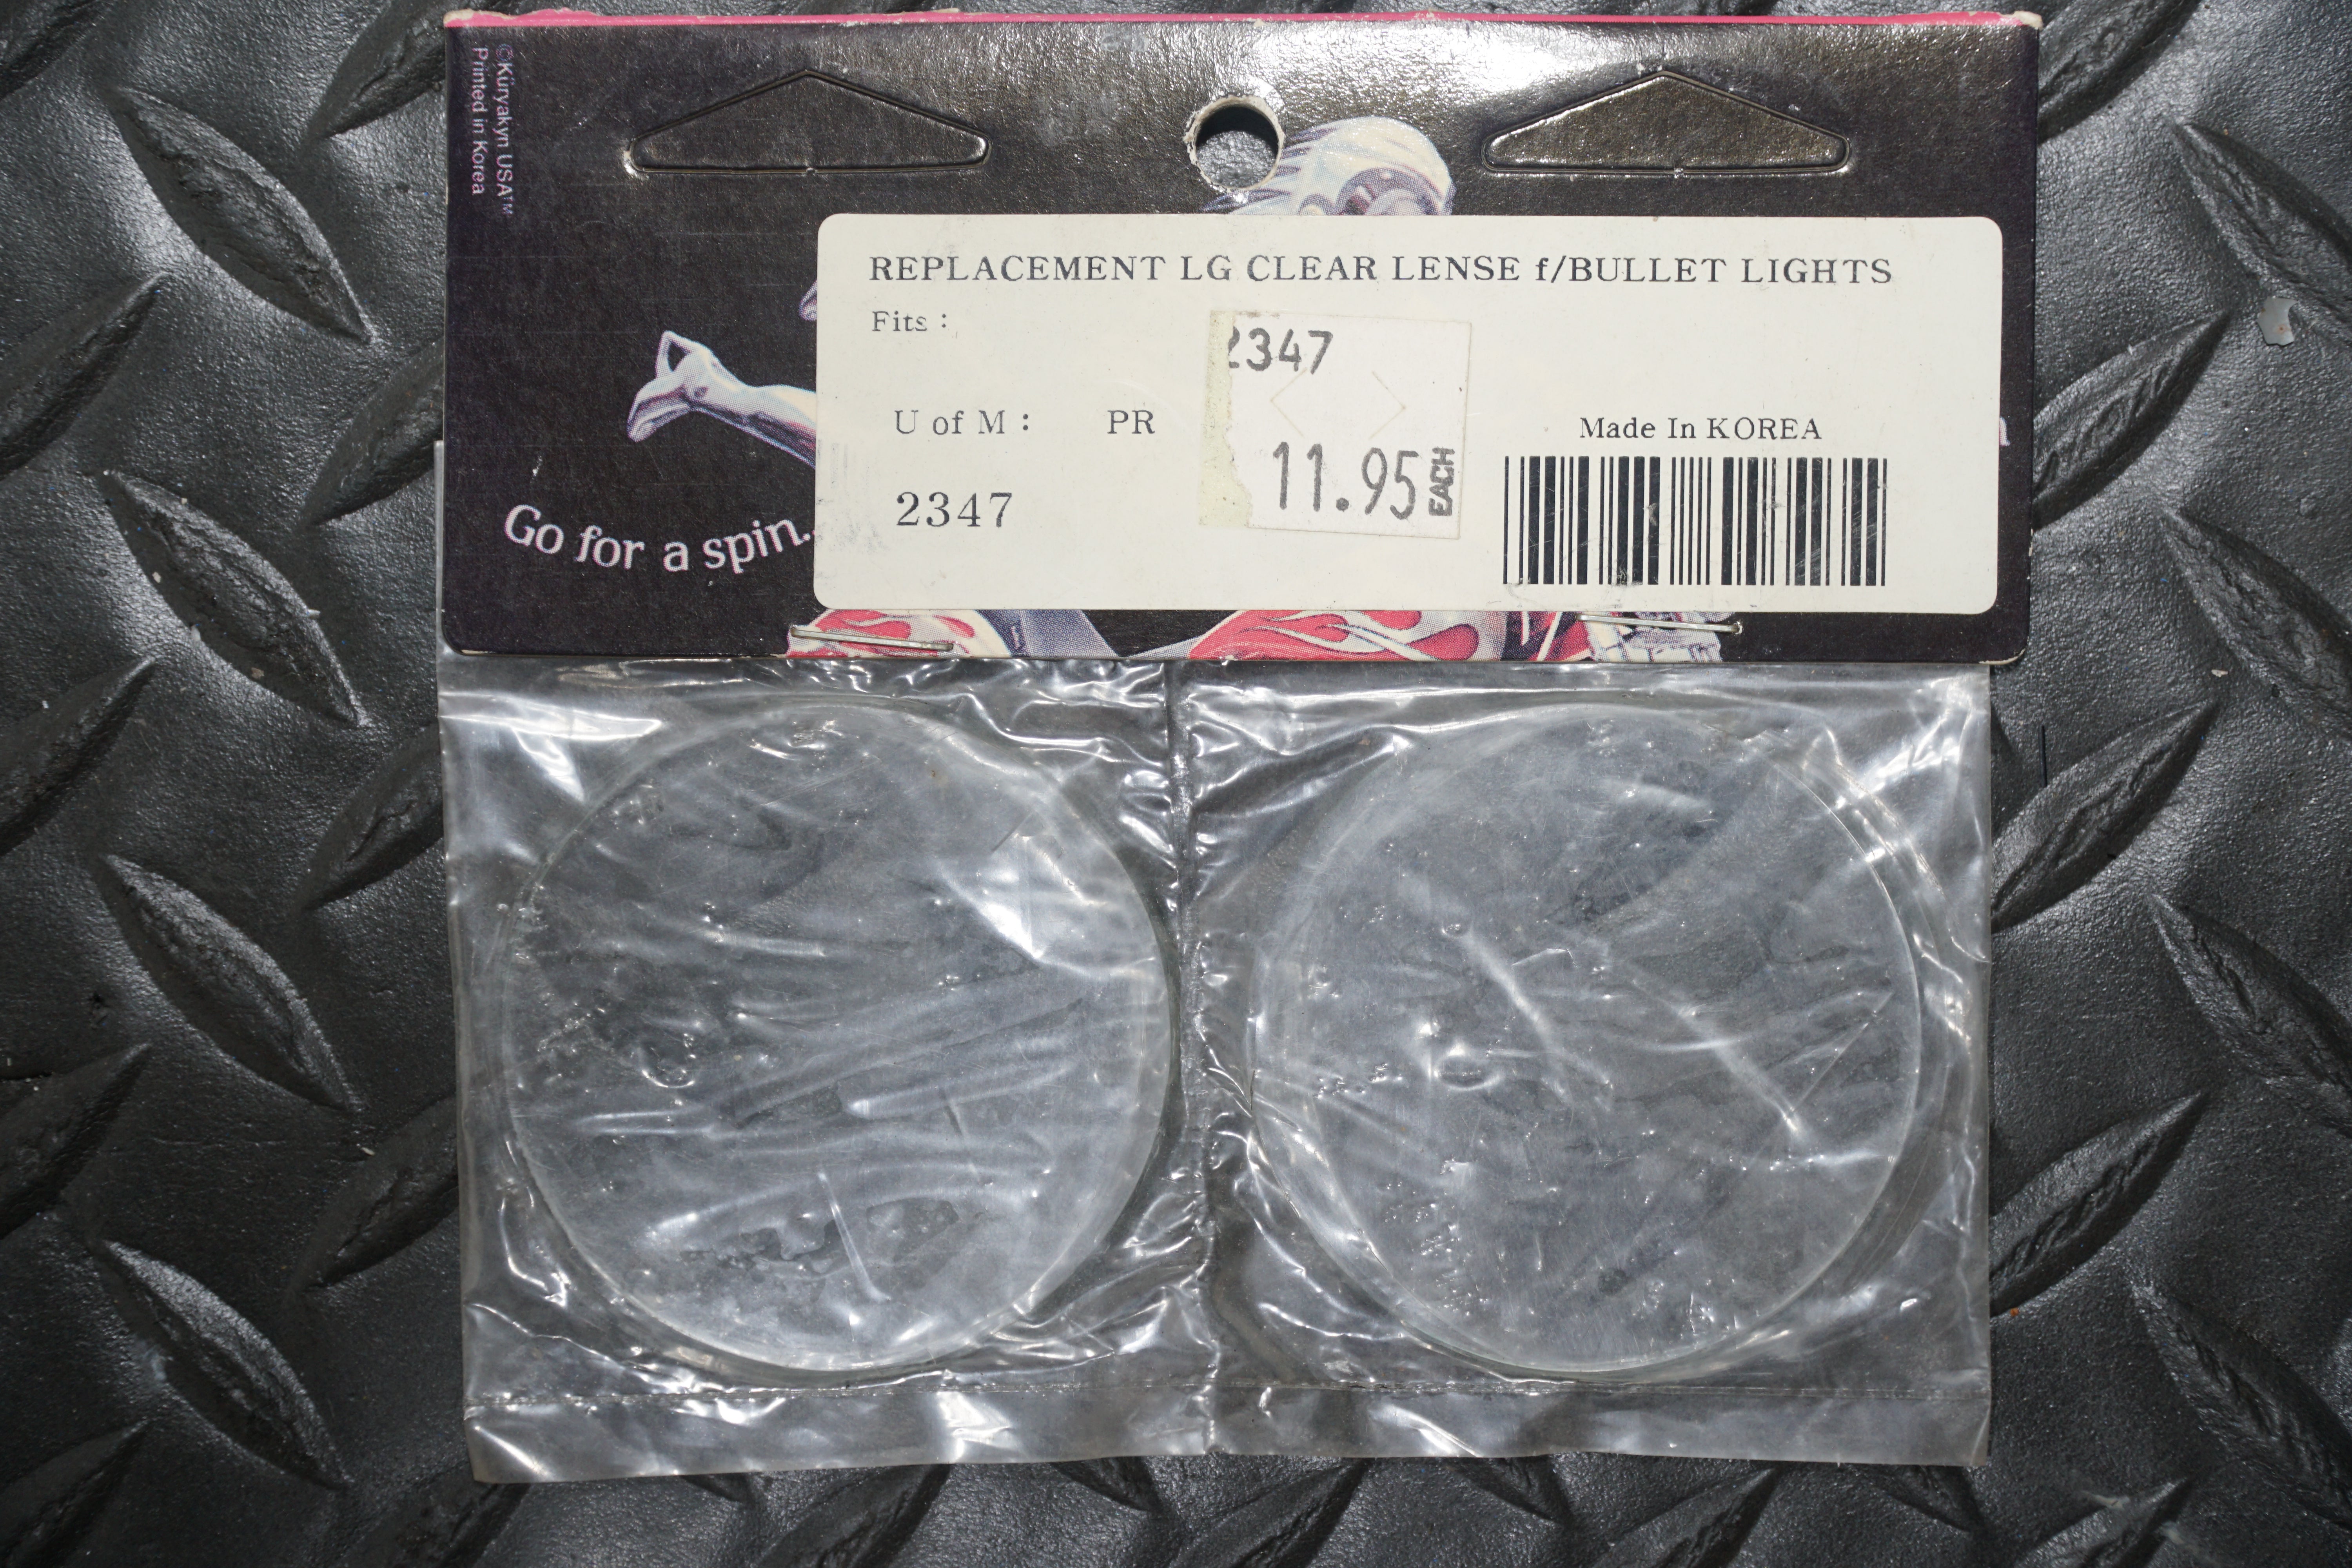 ©Küryakyn USA™
Printed in Korea
REPLACEMENT LG CLEAR LENSE f/BULLET LIGHTS
Fits :
2347
U of M : PR
Made In KOREA
11.95 EACH
2347
Go for a spin..